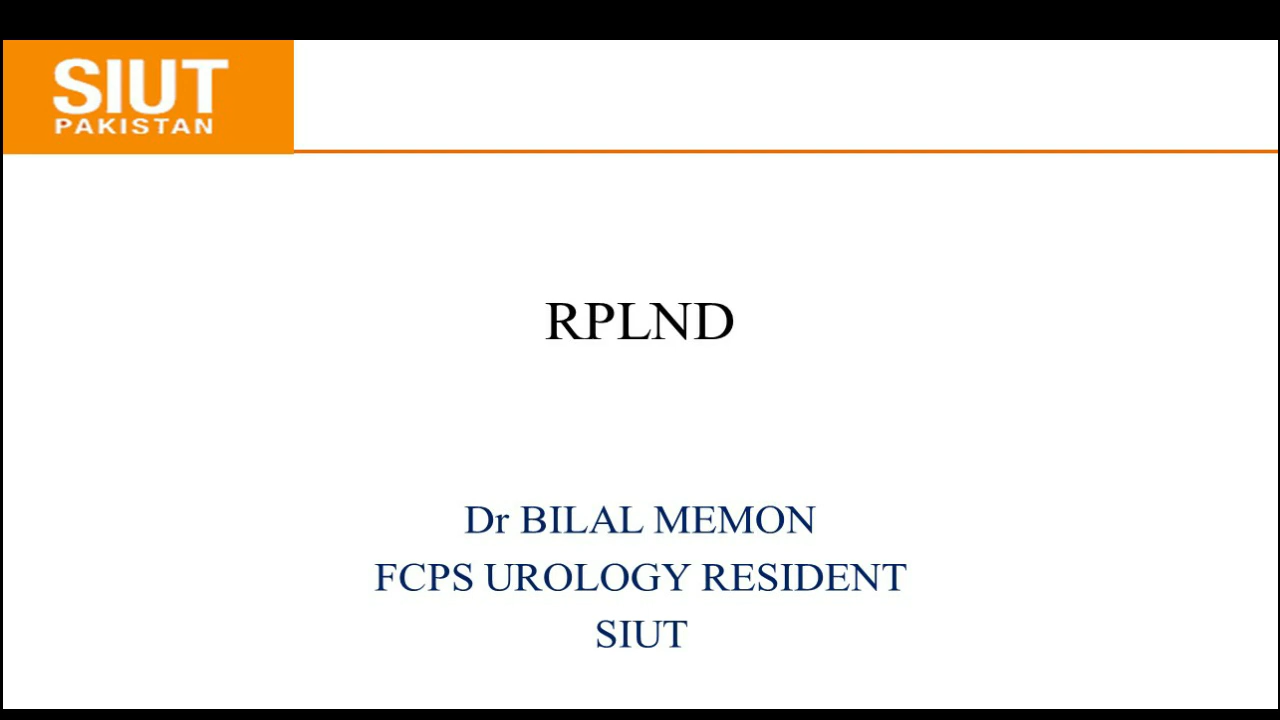 SIUT
PAKISTAN
RPLND
Dr BILAL MEMON
FCPS UROLOGY RESIDENT
SIUT